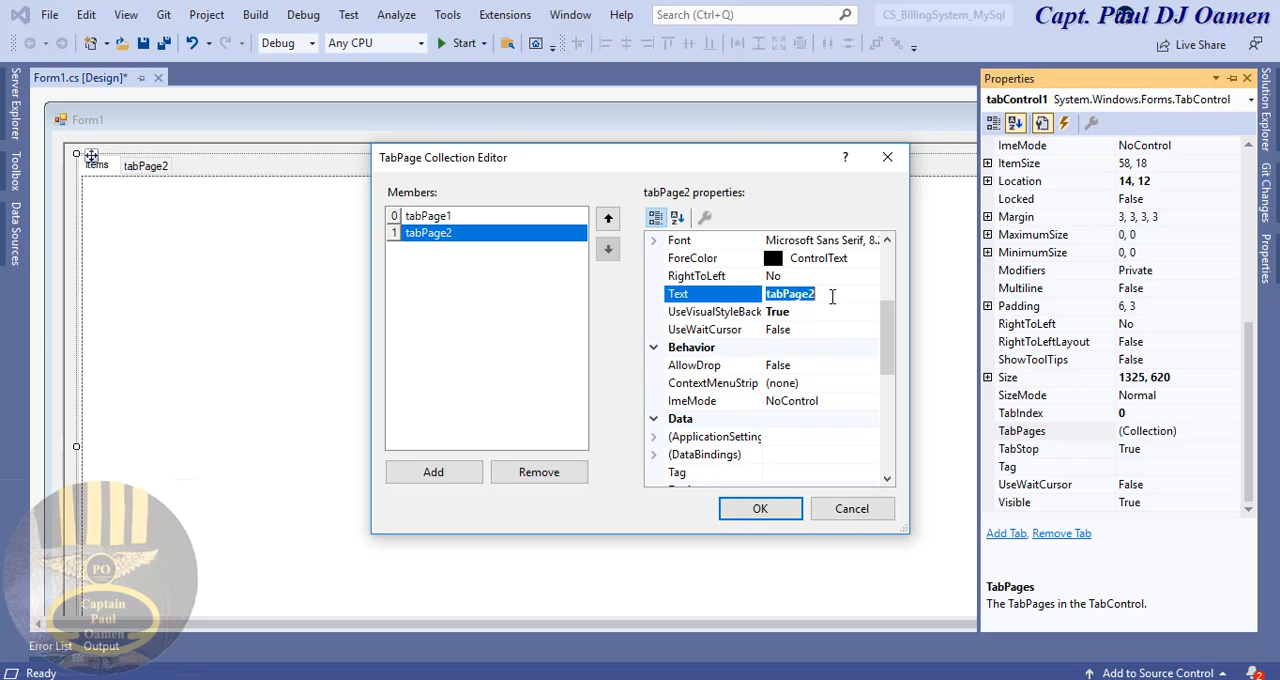 File Edit View Git Project Build Debug Test Analyze Tools Extensions Window Help Search (Ctrl+Q) CS_BillingSystem_MySql Capt. Paul DJ Oamen
Debug Any CPU Start Live Share
Form1.cs [Design]*
Server Explorer
Toolbox
Data Sources
Form1
Items tabPage2
TabPage Collection Editor ?
Members: tabPage2 properties:
0 tabPage1
1 tabPage2
Add Remove
Font Microsoft Sans Serif, 8.2
ForeColor ControlText
RightToLeft No
Text tabPage2
UseVisualStyleBack True
UseWaitCursor False
Behavior
AllowDrop False
ContextMenuStrip (none)
ImeMode NoControl
Data
(ApplicationSetting
(DataBindings)
Tag
OK Cancel
Properties
tabControl1 System.Windows.Forms.TabControl
ImeMode NoControl
ItemSize 58, 18
Location 14, 12
Locked False
Margin 3, 3, 3, 3
MaximumSize 0, 0
MinimumSize 0, 0
Modifiers Private
Multiline False
Padding 6, 3
RightToLeft No
RightToLeftLayout False
ShowToolTips False
Size 1325, 620
SizeMode Normal
TabIndex 0
TabPages (Collection)
TabStop True
Tag
UseWaitCursor False
Visible True
Add Tab, Remove Tab
TabPages
The TabPages in the TabControl.
Solution Explorer
Git Changes
Properties
PO
Captain
Paul
Oamen
Error List Output
Ready Add to Source Control 2